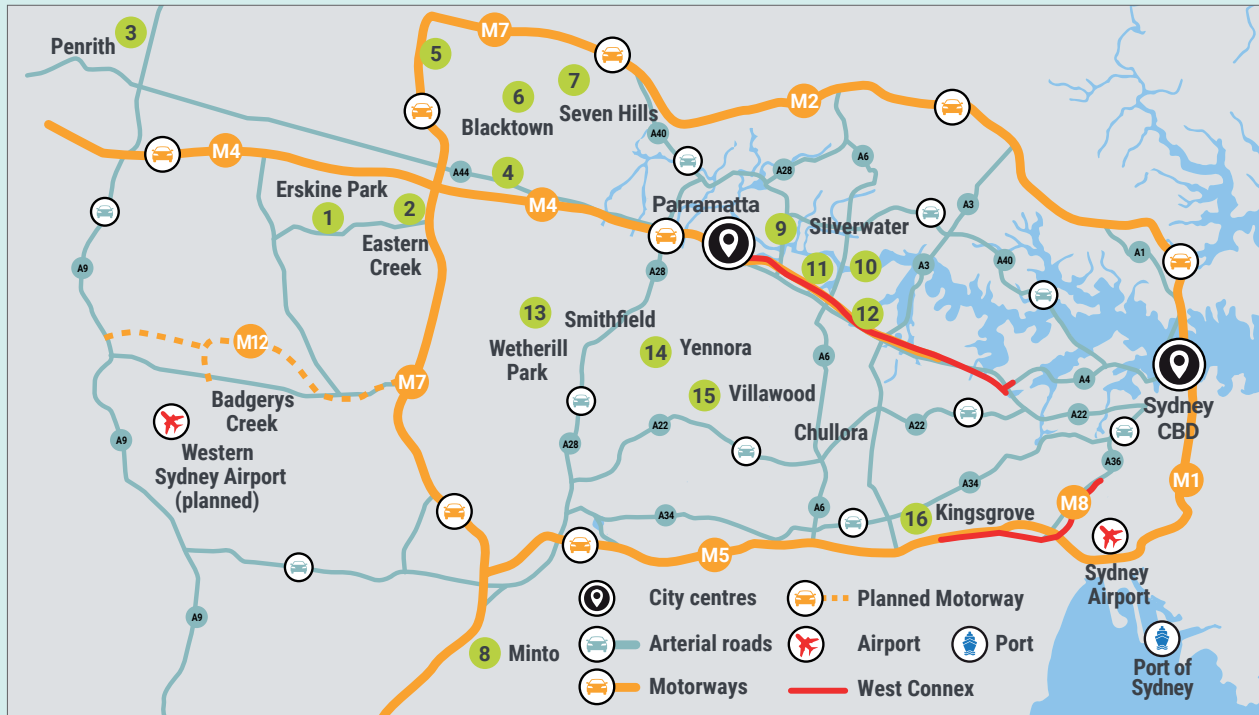 M7
3
Penrith
5
7
6
Seven Hills
Blacktown
M2
A40
M4
A44
4
A28
A6
A3
Erskine Park
1
2
M4
Eastern
Creek
Parramatta
9
Silverwater
11
10
A3
A40
A1
A9
A28
12
13
Smithfield
Wetherill
Park
14
Yennora
A6
M12
M7
Badgerys
Creek
15
Villawood
A4
A22
Sydney
CBD
A9
Western
Sydney Airport
(planned)
A28
A22
Chullora
A22
A36
A34
M1
M8
A34
A6
16
Kingsgrove
M5
Sydney
Airport
A9
8
Minto
Port of
Sydney
City centres
Planned Motorway
Arterial roads
Airport
Port
Motorways
West Connex